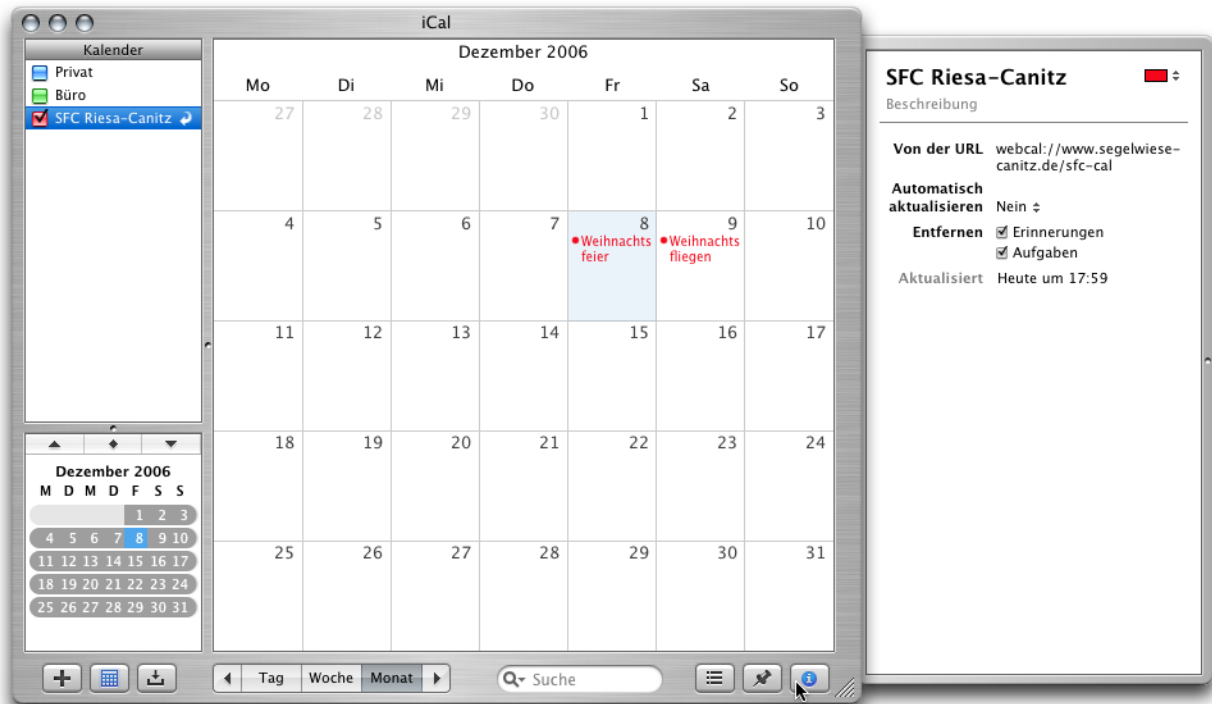 iCal
Kalender
Privat
Büro
SFC Riesa-Canitz
Dezember 2006
Mo Di Mi Do Fr Sa So
27 28 29 30 1 2 3
4 5 6 7 8 9 10
Weihnachts Weihnachts
feier fliegen
11 12 13 14 15 16 17
18 19 20 21 22 23 24
25 26 27 28 29 30 31
Dezember 2006
M D M D F S S
1 2 3
4 5 6 7 8 9 10
11 12 13 14 15 16 17
18 19 20 21 22 23 24
25 26 27 28 29 30 31
Tag Woche Monat
Suche
SFC Riesa-Canitz
Beschreibung
Von der URL webcal://www.segelwiese-
canitz.de/sfc-cal
Automatisch
aktualisieren Nein
Entfernen Erinnerungen
Aufgaben
Aktualisiert Heute um 17:59